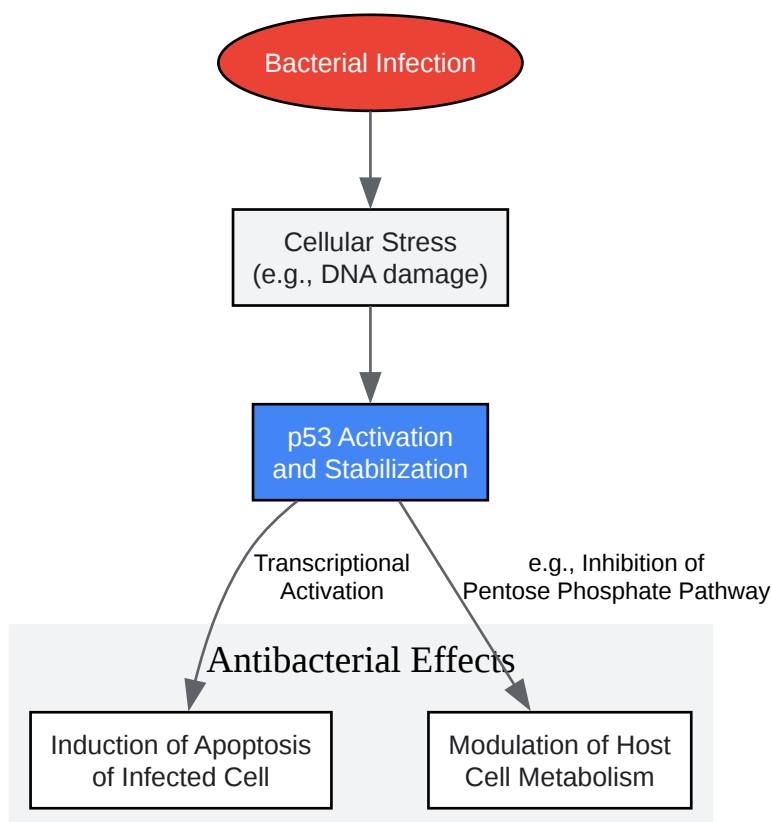 Bacterial Infection
Cellular Stress
(e.g., DNA damage)
p53 Activation
and Stabilization
Transcriptional
Activation
e.g., Inhibition of
Pentose Phosphate Pathway
Antibacterial Effects
Induction of Apoptosis
of Infected Cell
Modulation of Host
Cell Metabolism